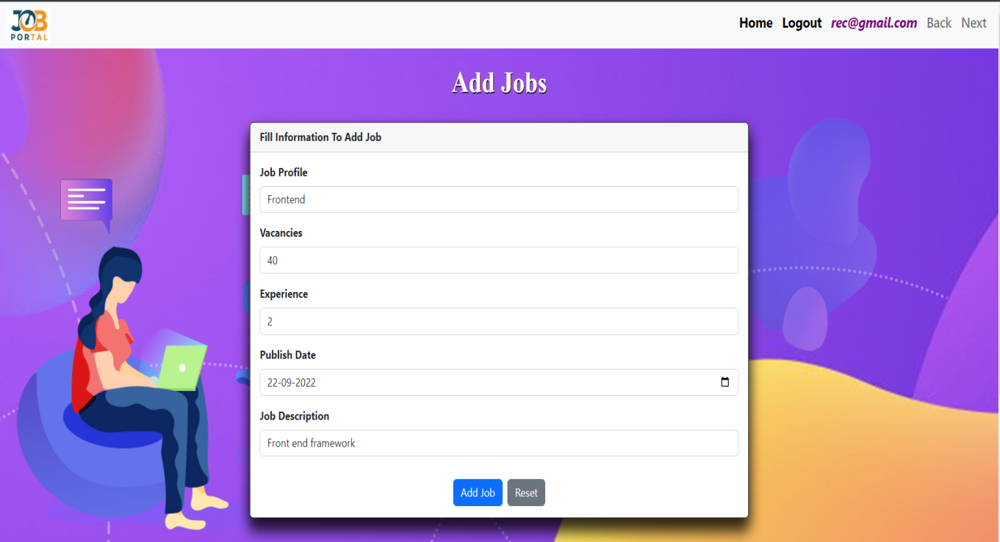 JOB
PORTAL
Home Logout rec@gmail.com Back Next
Add Jobs
Fill Information To Add Job
Job Profile
Frontend
Vacancies
40
Experience
2
Publish Date
22-09-2022
Job Description
Front end framework
Add Job Reset